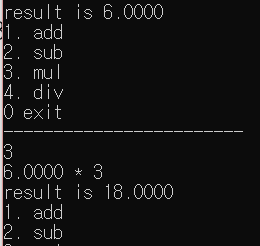 result is 6.0000
1. add
2. sub
3. mul
4. div
0 exit
------------------------
3
6.0000 * 3
result is 18.0000
1. add
2. sub